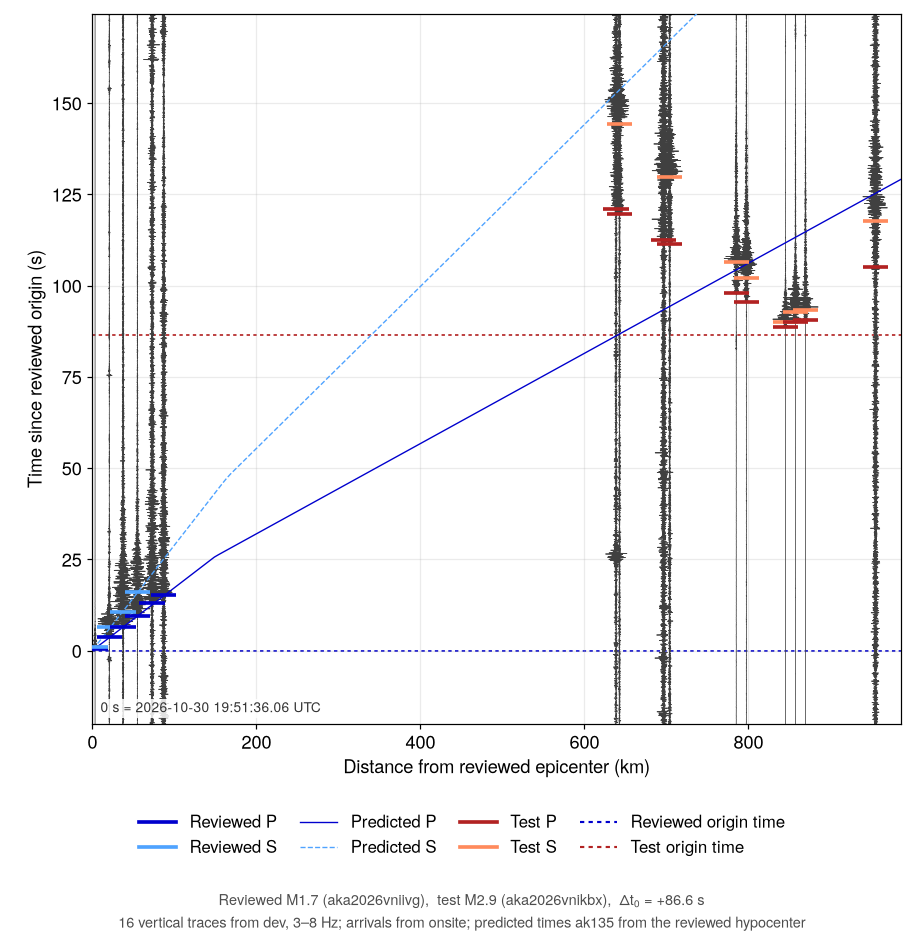 Time since reviewed origin (s)
150
125
100
75
50
25
0
0 s = 2026-10-30 19:51:36.06 UTC
0 200 400 600 800
Distance from reviewed epicenter (km)
Reviewed P Predicted P Test P Reviewed origin time
Reviewed S Predicted S Test S Test origin time
Reviewed M1.7 (aka2026vniivg), test M2.9 (aka2026vnikbx), Δt₀ = +86.6 s
16 vertical traces from dev, 3–8 Hz; arrivals from onsite; predicted times ak135 from the reviewed hypocenter